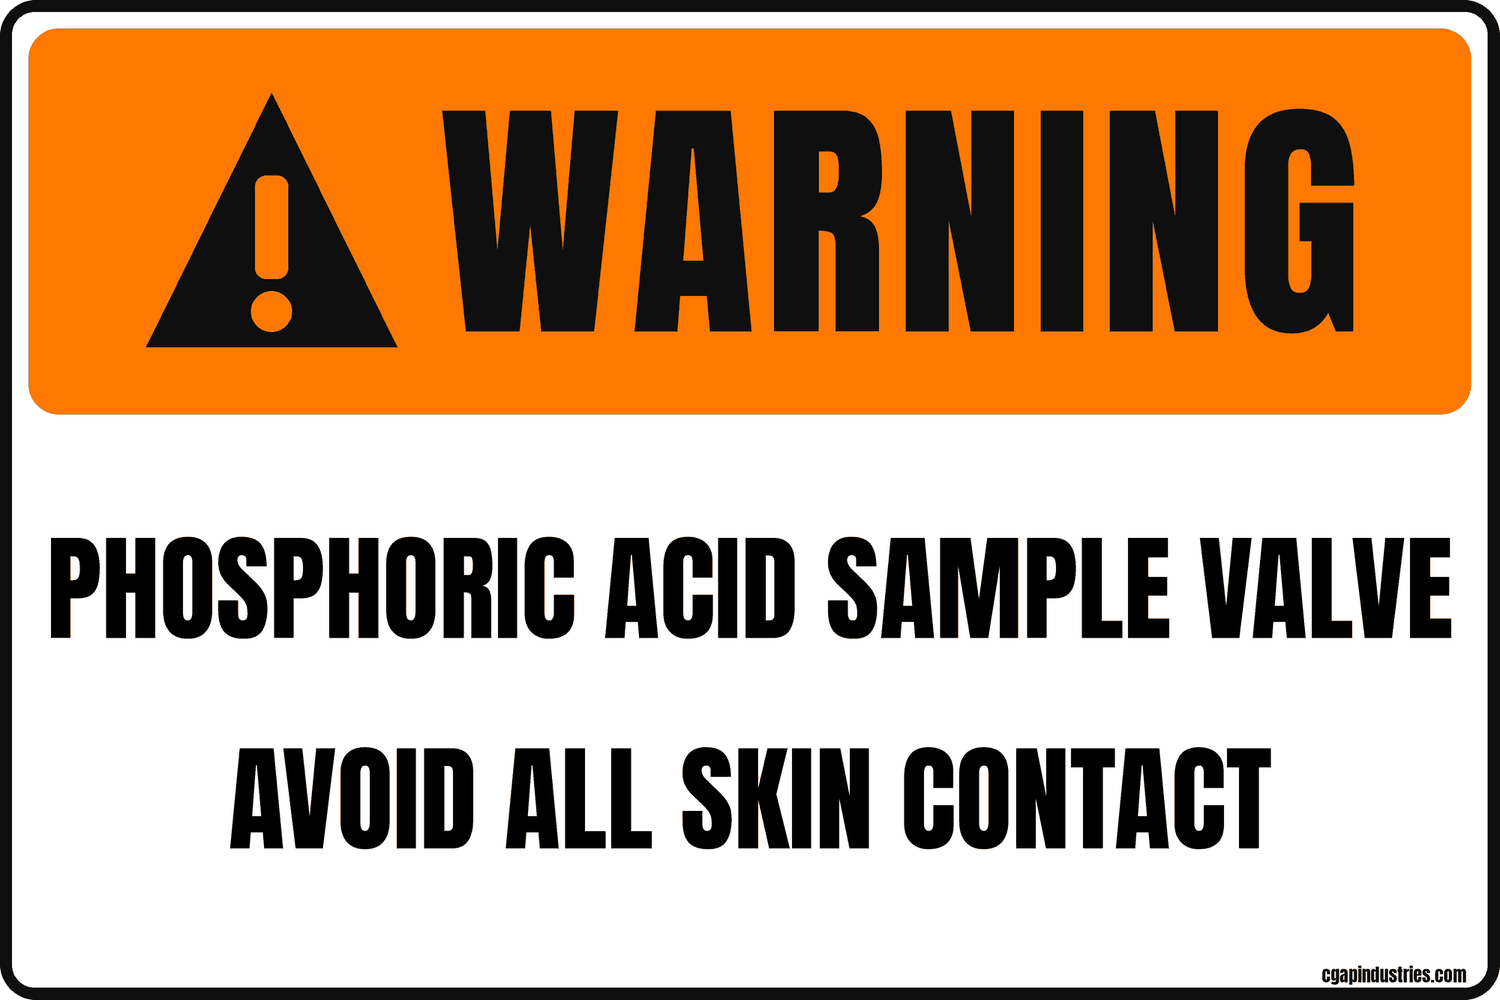 WARNING
PHOSPHORIC ACID SAMPLE VALVE
AVOID ALL SKIN CONTACT
cgapindustries.com